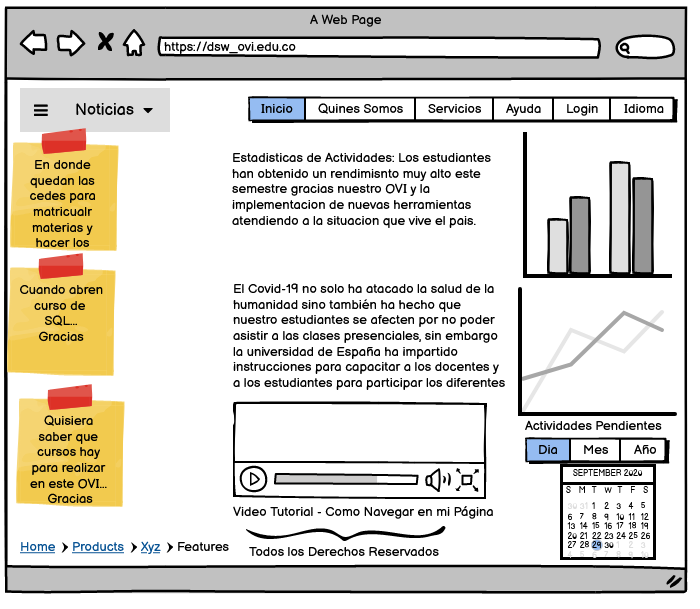 A Web Page
https://dsw_ovi.edu.co
Noticias
Inicio Quines Somos Servicios Ayuda Login Idioma
En donde
quedan las
cedes para
matricualr
materias y
hacer los
Cuando abren
curso de
SQL...
Gracias
Quisiera
saber que
cursos hay
para realizar
en este OVI...
Gracias
Estadisticas de Actividades: Los estudiantes
han obtenido un rendimisnto muy alto este
semestre gracias nuestro OVI y la
implementacion de nuevas herramientas
atendiendo a la situacion que vive el pais.
El Covid-19 no solo ha atacado la salud de la
humanidad sino también ha hecho que
nuestro estudiantes se afecten por no poder
asistir a las clases presenciales, sin embargo
la universidad de España ha impartido
instrucciones para capacitar a los docentes y
a los estudiantes para participar los diferentes
Video Tutorial - Como Navegar en mi Página
Todos los Derechos Reservados
Actividades Pendientes
Dia Mes Año
SEPTEMBER 2020
S M T W T F S
30 31 1 2 3 4 5
6 7 8 9 10 11 12
13 14 15 16 17 18 19
20 21 22 23 24 25 26
27 28 29 30 1 2 3
Home Products Xyz Features